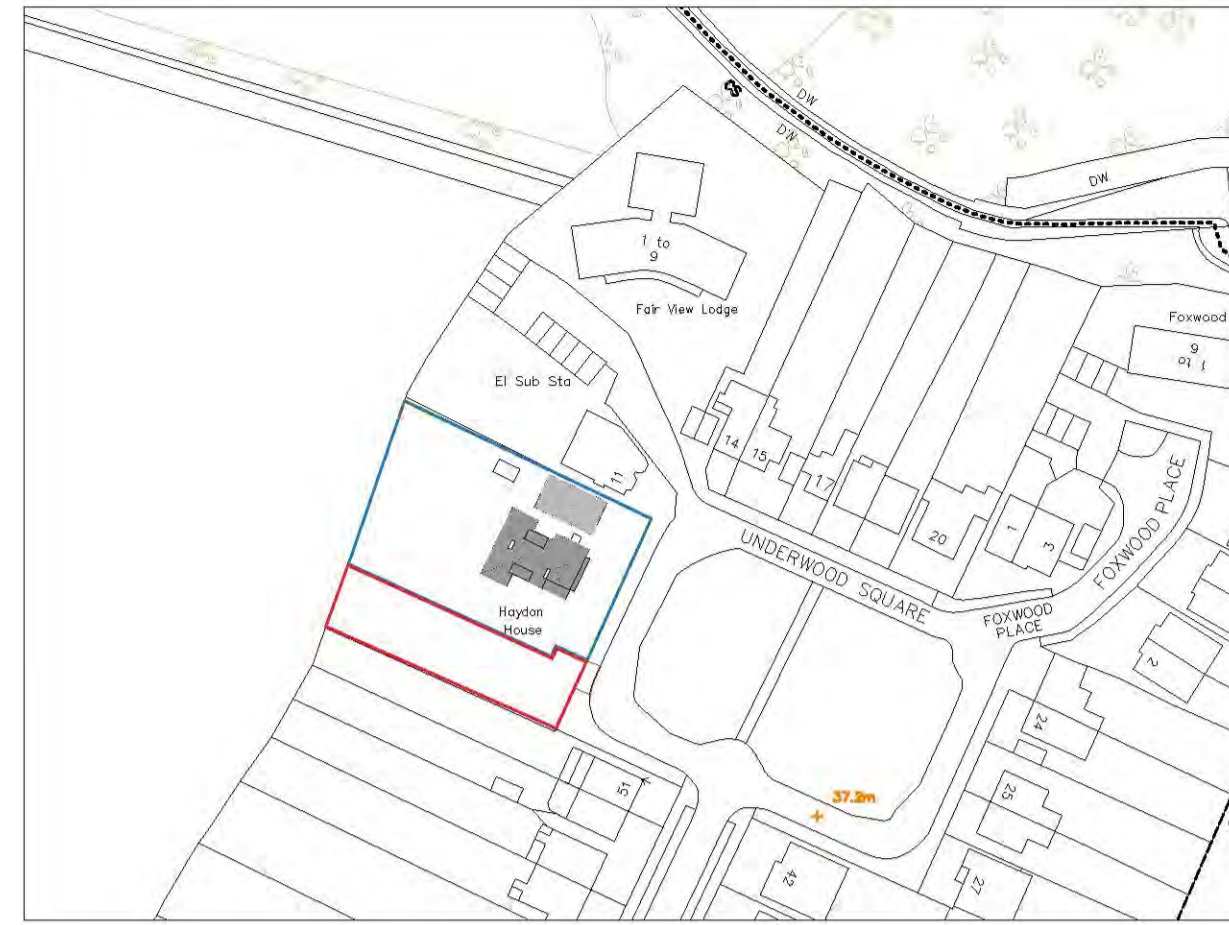 CS
DW
DW
DW
1 to
9
Fair View Lodge
Foxwood
1 to
9
El Sub Sta
11
14
15
17
20
1
3
UNDERWOOD SQUARE
FOXWOOD PLACE
FOXWOOD
PLACE
2
Haydon
House
24
25
27
51
37.2m
42